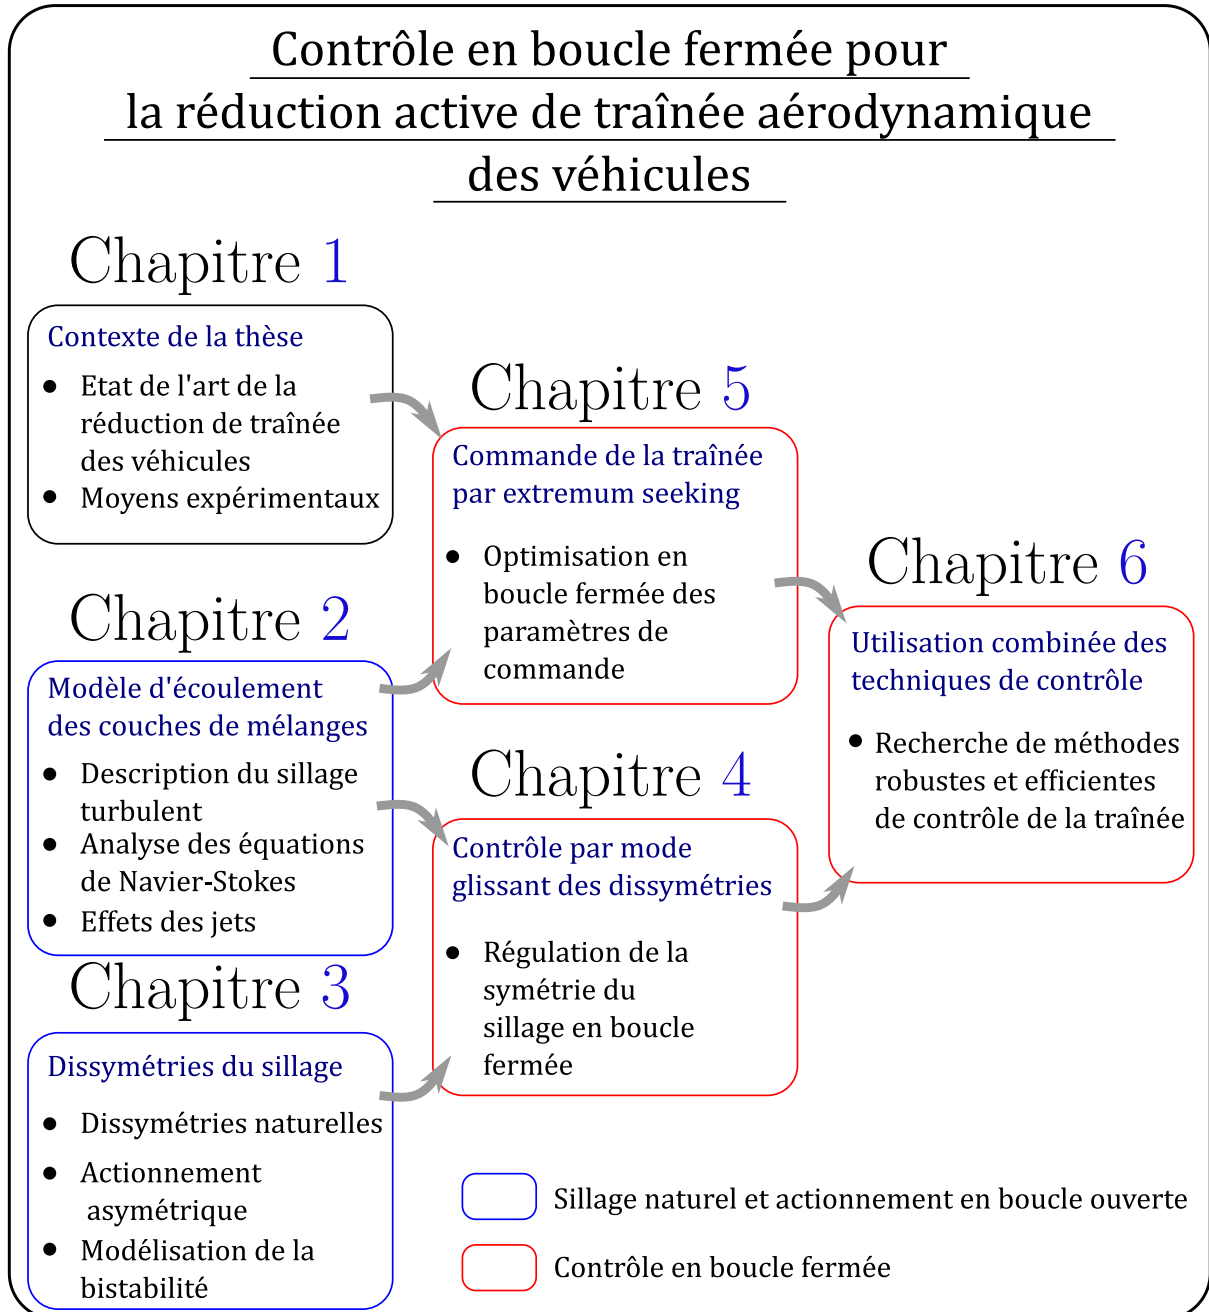 Contrôle en boucle fermée pour
la réduction active de traînée aérodynamique
des véhicules
Chapitre 1
Contexte de la thèse
● Etat de l'art de la
réduction de traînée
des véhicules
● Moyens expérimentaux
Chapitre 2
Modèle d'écoulement
des couches de mélanges
● Description du sillage
turbulent
● Analyse des équations
de Navier-Stokes
● Effets des jets
Chapitre 3
Dissymétries du sillage
● Dissymétries naturelles
● Actionnement
asymétrique
● Modélisation de la
bistabilité
Chapitre 5
Commande de la traînée
par extremum seeking
● Optimisation en
boucle fermée des
paramètres de
commande
Chapitre 4
Contrôle par mode
glissant des dissymétries
● Régulation de la
symétrie du
sillage en boucle
fermée
Chapitre 6
Utilisation combinée des
techniques de contrôle
● Recherche de méthodes
robustes et efficientes
de contrôle de la traînée
Sillage naturel et actionnement en boucle ouverte
Contrôle en boucle fermée